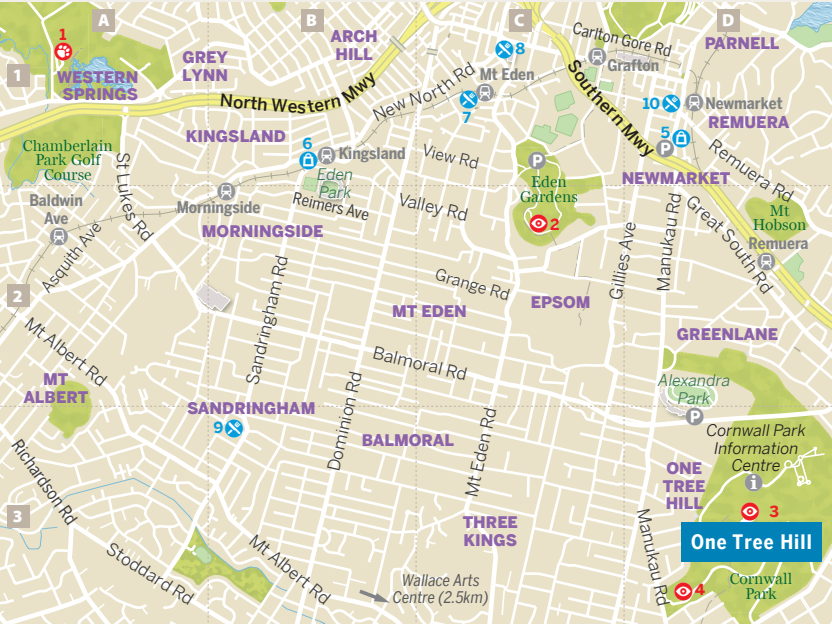 A
B
C
D
1
ARCH
HILL
8
Carlton Gore Rd
PARNELL
GREY
LYNN
Grafton
1
WESTERN
SPRINGS
Mt Eden
Southern Mwy
North Western Mwy
New North Rd
7
10
Newmarket
REMUERA
KINGSLAND
5
Chamberlain
Park Golf
Course
6
Kingsland
View Rd
P
P
Remuera Rd
St Lukes Rd
Eden
Park
Eden
Gardens
NEWMARKET
Baldwin
Ave
Morningside
Reimers Ave
Valley Rd
2
Manukau Rd
Great South Rd
Mt
Hobson
MORNINGSIDE
Gillies Ave
Remuera
Asquith Ave
Sandringham Rd
Grange Rd
2
MT EDEN
EPSOM
Mt Albert Rd
GREENLANE
Balmoral Rd
MT
ALBERT
Alexandra
Park
Dominion Rd
SANDRINGHAM
P
9
Mt Eden Rd
BALMORAL
Cornwall Park
Information
Centre
Richardson Rd
ONE
TREE
HILL
i
3
3
THREE
KINGS
Manukau Rd
One Tree Hill
Stoddard Rd
Mt Albert Rd
Wallace Arts
Centre (2.5km)
4
Cornwall
Park